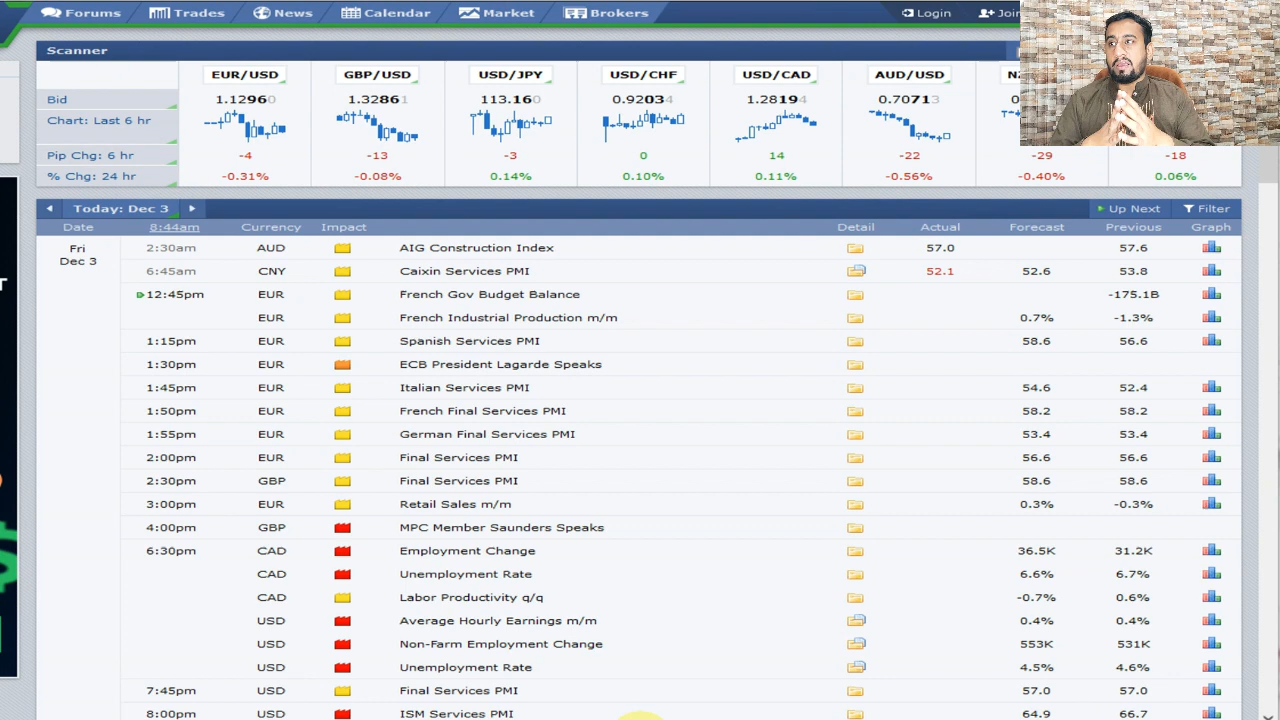 Forums Trades News Calendar Market Brokers Login Join
Scanner
EUR/USD GBP/USD USD/JPY USD/CHF USD/CAD AUD/USD
Bid 1.12960 1.32861 113.160 0.92034 1.28194 0.70713
Chart: Last 6 hr
Pip Chg: 6 hr -4 -13 -3 0 14 -22 -29 -18
% Chg: 24 hr -0.31% -0.08% 0.14% 0.10% 0.11% -0.56% -0.40% 0.06%
Today: Dec 3 Up Next Filter
Date 8:44am Currency Impact Detail Actual Forecast Previous Graph
Fri 2:30am AUD AIG Construction Index 57.0 57.6
Dec 3
6:45am CNY Caixin Services PMI 52.1 52.6 53.8
12:45pm EUR French Gov Budget Balance -175.1B
EUR French Industrial Production m/m 0.7% -1.3%
1:15pm EUR Spanish Services PMI 58.6 56.6
1:30pm EUR ECB President Lagarde Speaks
1:45pm EUR Italian Services PMI 54.6 52.4
1:50pm EUR French Final Services PMI 58.2 58.2
1:55pm EUR German Final Services PMI 53.4 53.4
2:00pm EUR Final Services PMI 56.6 56.6
2:30pm GBP Final Services PMI 58.6 58.6
3:00pm EUR Retail Sales m/m 0.3% -0.3%
4:00pm GBP MPC Member Saunders Speaks
6:30pm CAD Employment Change 36.5K 31.2K
CAD Unemployment Rate 6.6% 6.7%
CAD Labor Productivity q/q -0.7% 0.6%
USD Average Hourly Earnings m/m 0.4% 0.4%
USD Non-Farm Employment Change 553K 531K
USD Unemployment Rate 4.5% 4.6%
7:45pm USD Final Services PMI 57.0 57.0
8:00pm USD ISM Services PMI 64.9 66.7